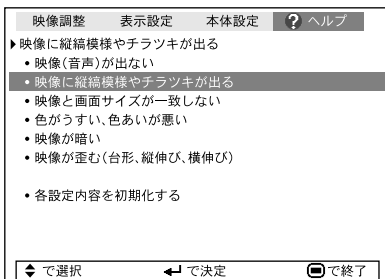 映像調整 表示設定 本体設定 ? ヘルプ
映像に縦縞模様やチラツキが出る
• 映像(音声)が出ない
• 映像に縦縞模様やチラツキが出る
• 映像と画面サイズが一致しない
• 色がうすい、色あいが悪い
• 映像が暗い
• 映像が歪む(台形、縦伸び、横伸び)
• 各設定内容を初期化する
で選択 で決定 で終了